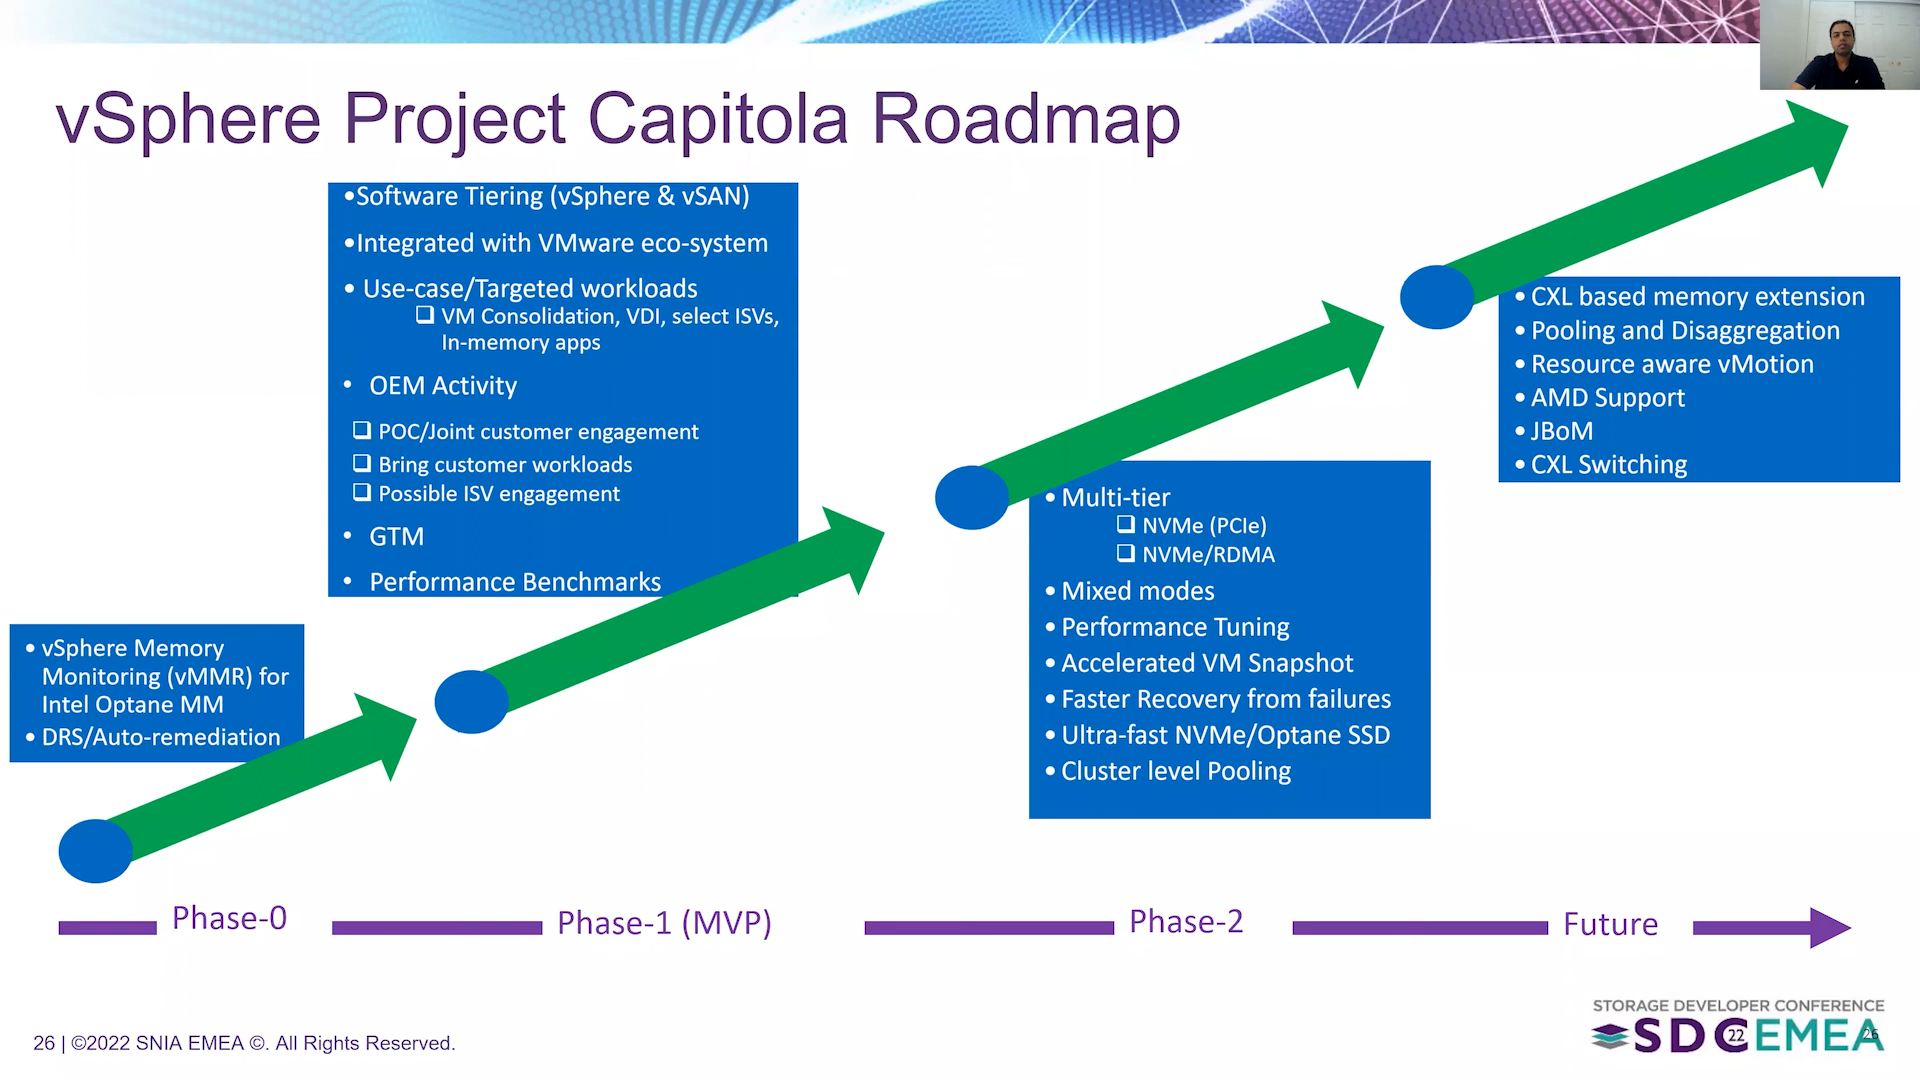 vSphere Project Capitola Roadmap
•Software Tiering (vSphere & vSAN)
•Integrated with VMware eco-system
• Use-case/Targeted workloads
❑ VM Consolidation, VDI, select ISVs,
In-memory apps
• OEM Activity
❑ POC/Joint customer engagement
❑ Bring customer workloads
❑ Possible ISV engagement
• GTM
• Performance Benchmarks
• vSphere Memory
Monitoring (vMMR) for
Intel Optane MM
• DRS/Auto-remediation
• Multi-tier
❑ NVMe (PCIe)
❑ NVMe/RDMA
• Mixed modes
• Performance Tuning
• Accelerated VM Snapshot
• Faster Recovery from failures
• Ultra-fast NVMe/Optane SSD
• Cluster level Pooling
• CXL based memory extension
• Pooling and Disaggregation
• Resource aware vMotion
• AMD Support
• JBoM
• CXL Switching
Phase-0
Phase-1 (MVP)
Phase-2
Future
26 | ©2022 SNIA EMEA ©. All Rights Reserved.
STORAGE DEVELOPER CONFERENCE
SDC 22 EMEA
26